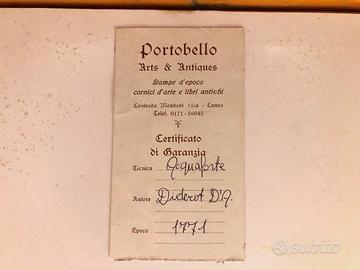 Portobello
Arts & Antiques
Stampe d'epoca
cornici d'arte e libri antichi
Contrada Mondovì 15/a - Cuneo
Telef. 0171 - 56045
Certificato
di Garanzia
Tecnica Acquaforte
Autore Diderot D'A.
Epoca 1771
subito